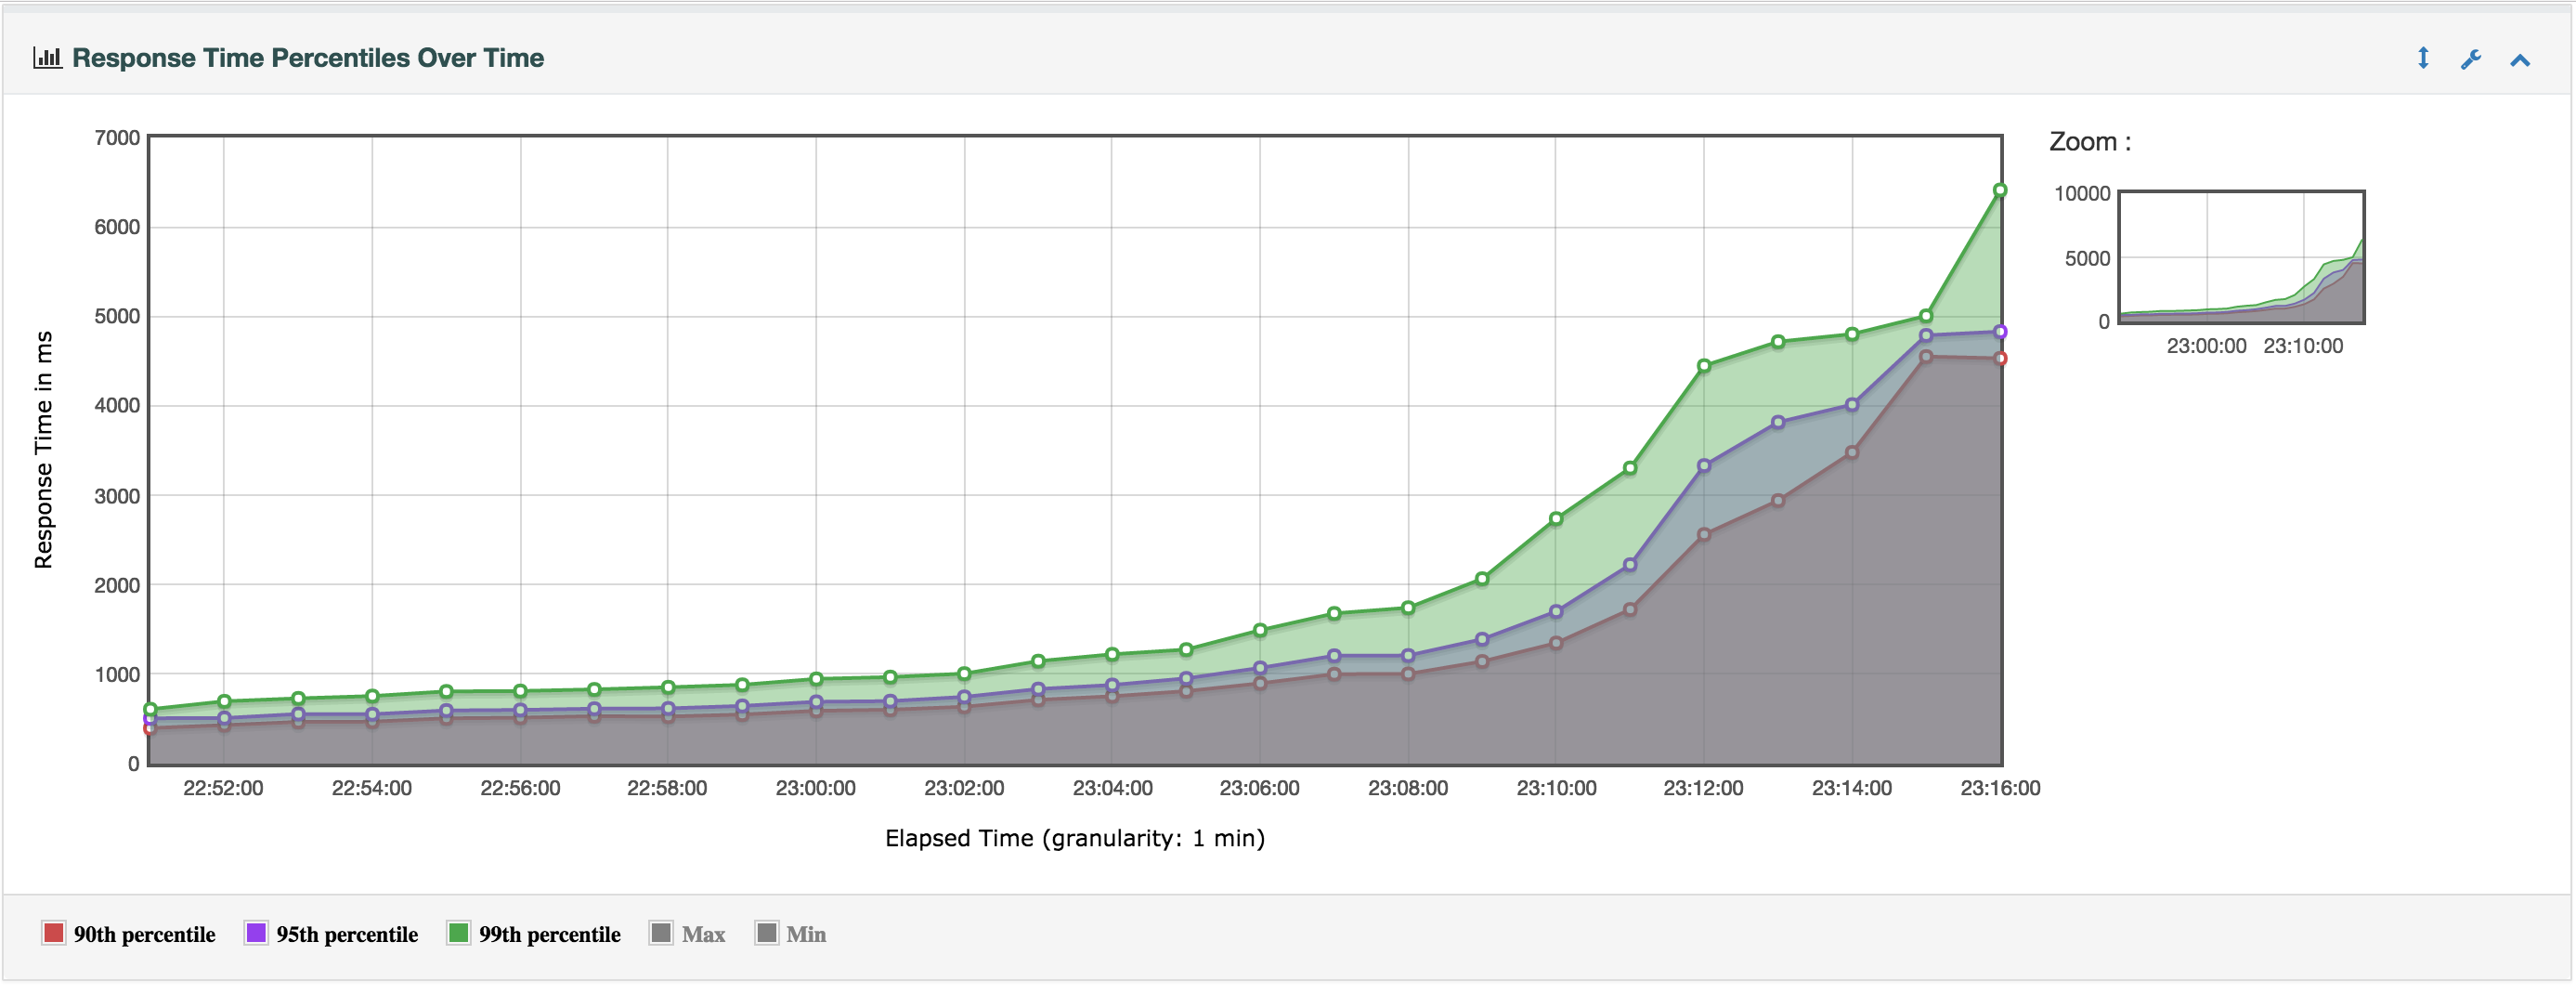 Response Time Percentiles Over Time
7000
6000
5000
4000
3000
2000
1000
0
Response Time in ms
22:52:00 22:54:00 22:56:00 22:58:00 23:00:00 23:02:00 23:04:00 23:06:00 23:08:00 23:10:00 23:12:00 23:14:00 23:16:00
Elapsed Time (granularity: 1 min)
Zoom :
10000
5000
0
23:00:00 23:10:00
90th percentile 95th percentile 99th percentile Max Min